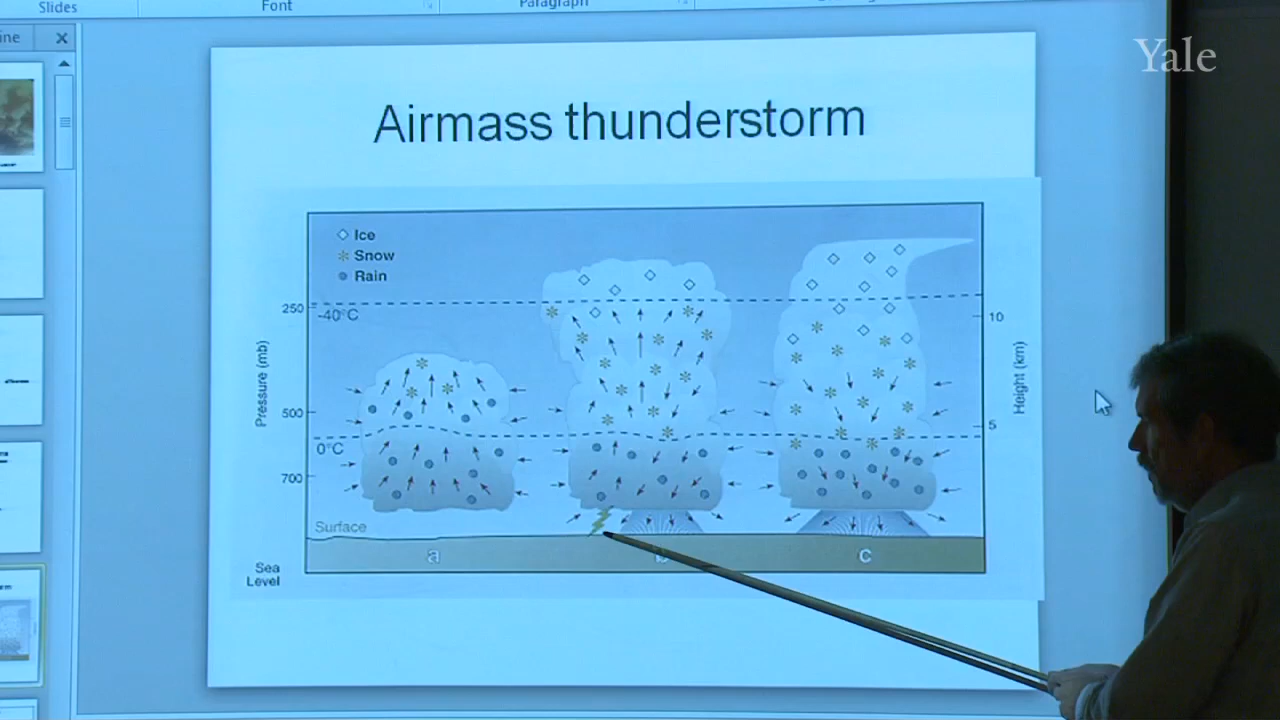 Slides
Font
Paragraph
ine
Yale
Airmass thunderstorm
Ice
Snow
Rain
250
-40°C
10
Pressure (mb)
Height (km)
500
5
0°C
700
Surface
a
b
c
Sea
Level